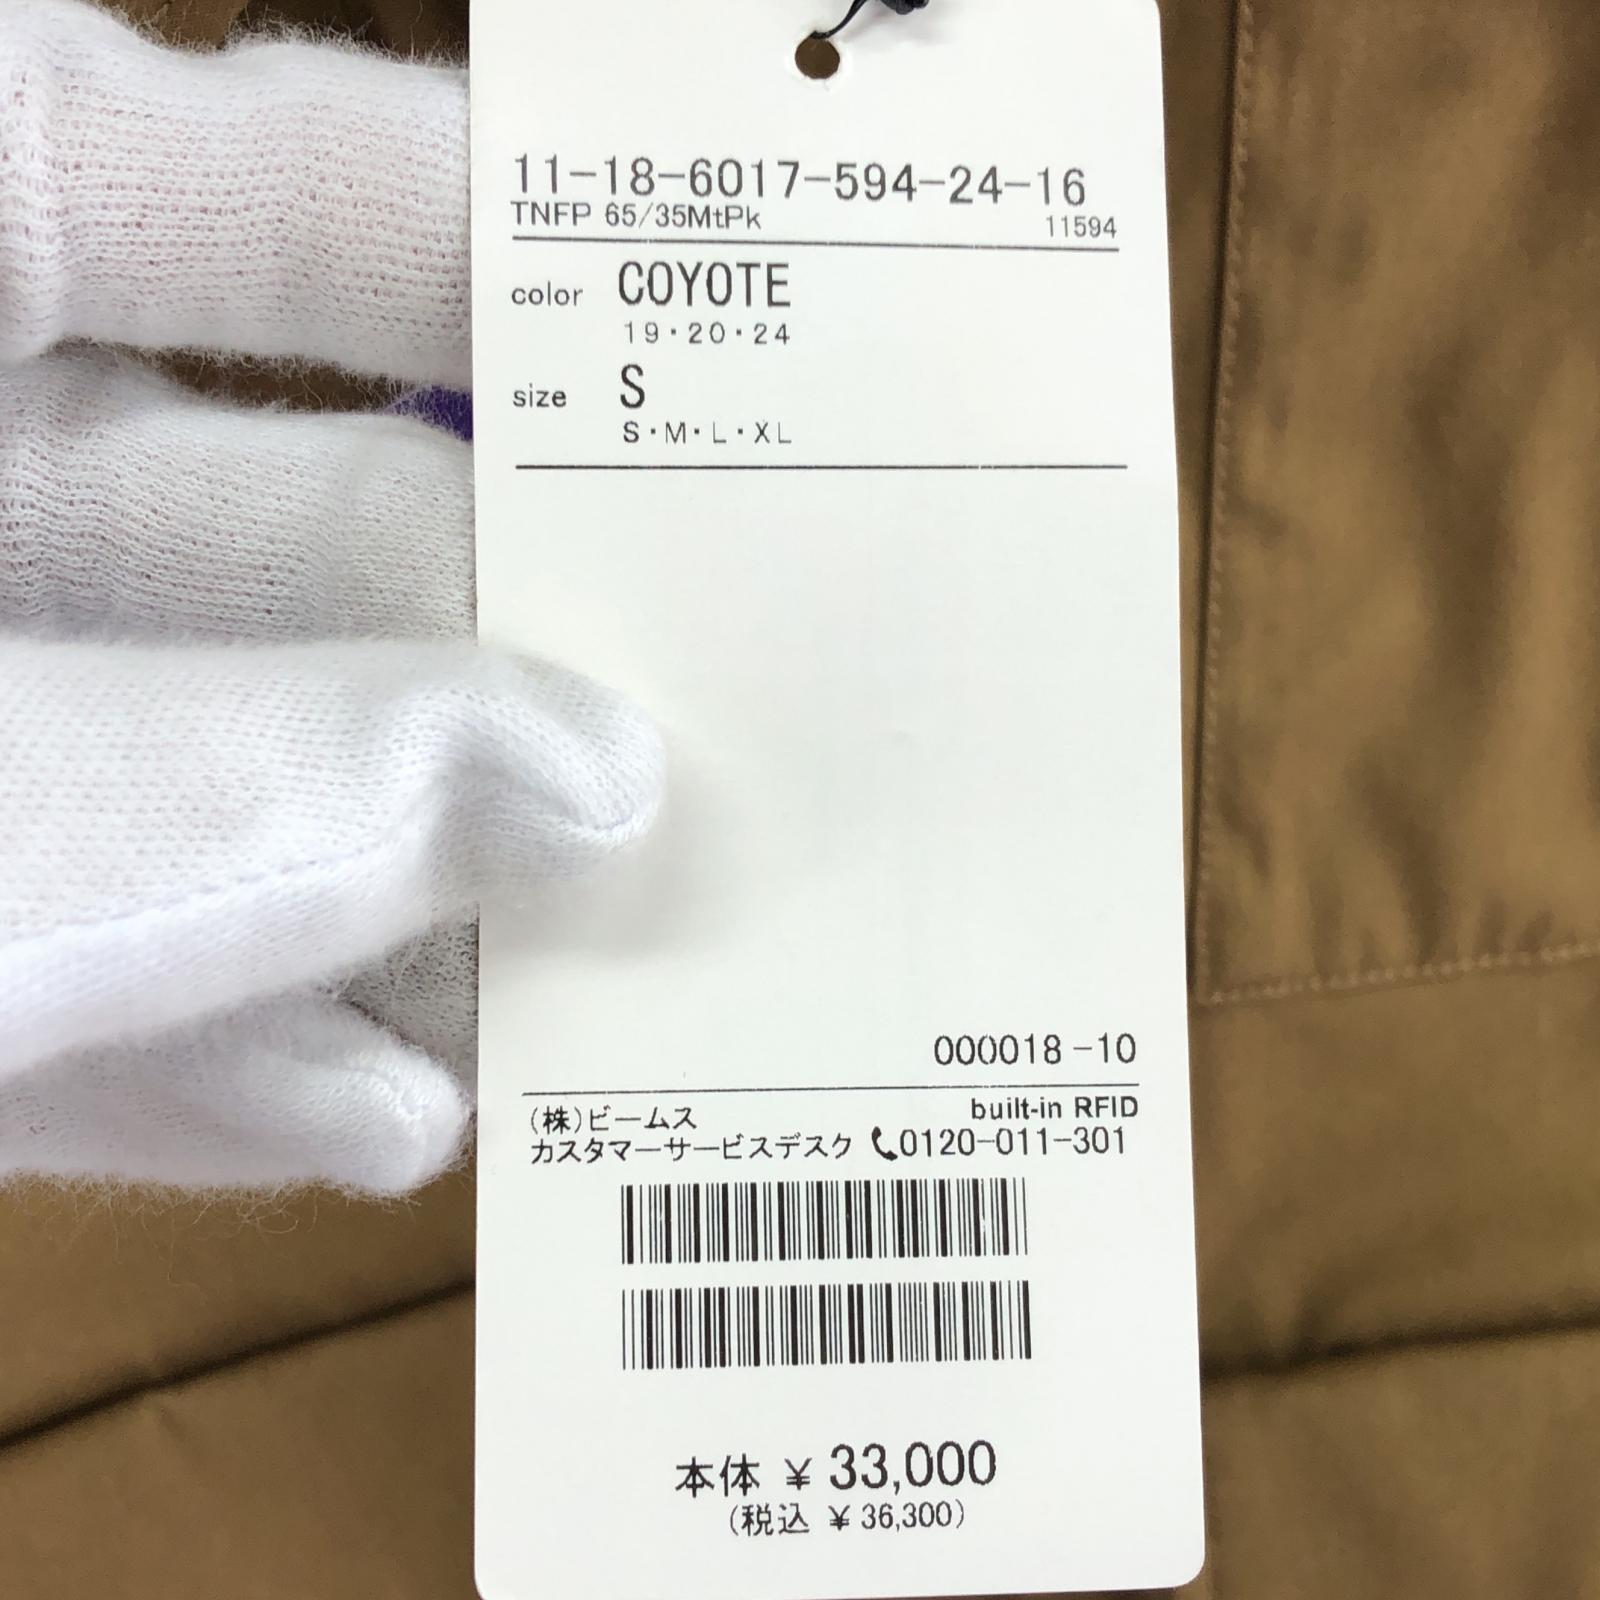 11-18-6017-594-24-16
TNFP 65/35MtPk 11594
color COYOTE
19・20・24
size S
S・M・L・XL
000018-10
(株)ビームス built-in RFID
カスタマーサービスデスク 0120-011-301
本体 ¥ 33,000
(税込 ¥ 36,300)